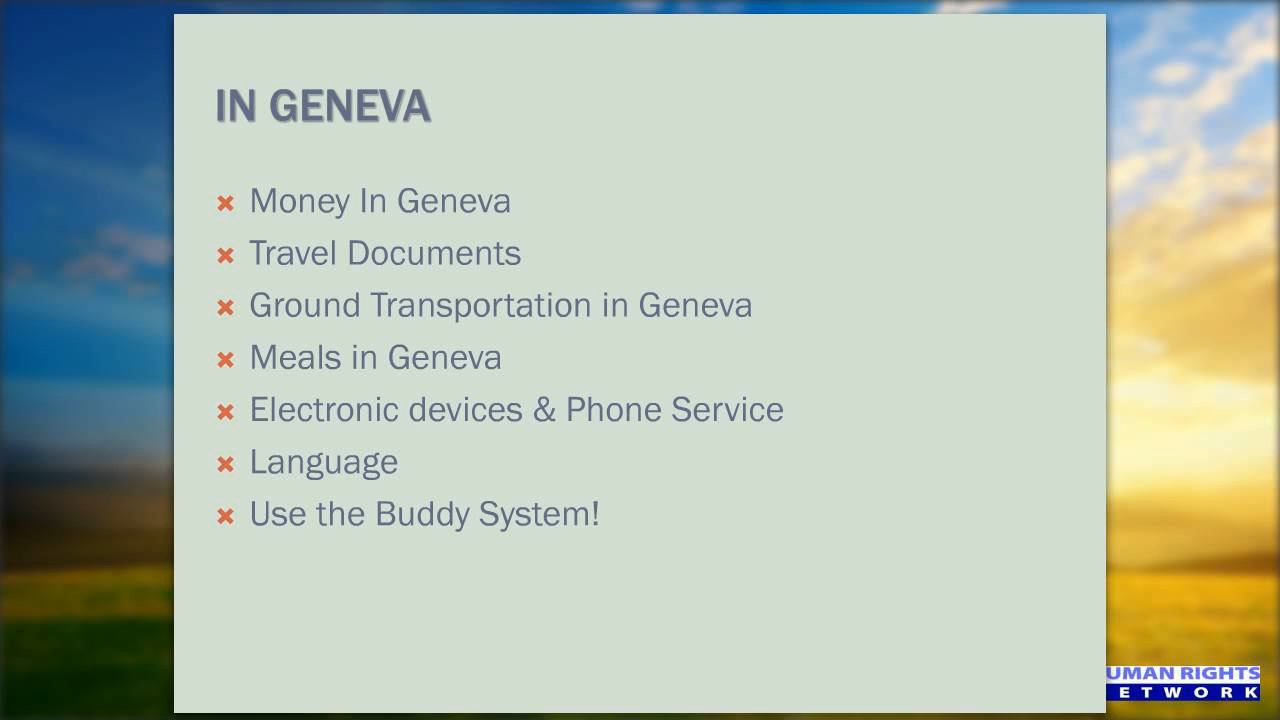 IN GENEVA
Money In Geneva
Travel Documents
Ground Transportation in Geneva
Meals in Geneva
Electronic devices & Phone Service
Language
Use the Buddy System!
UMAN RIGHTS
ETWORK